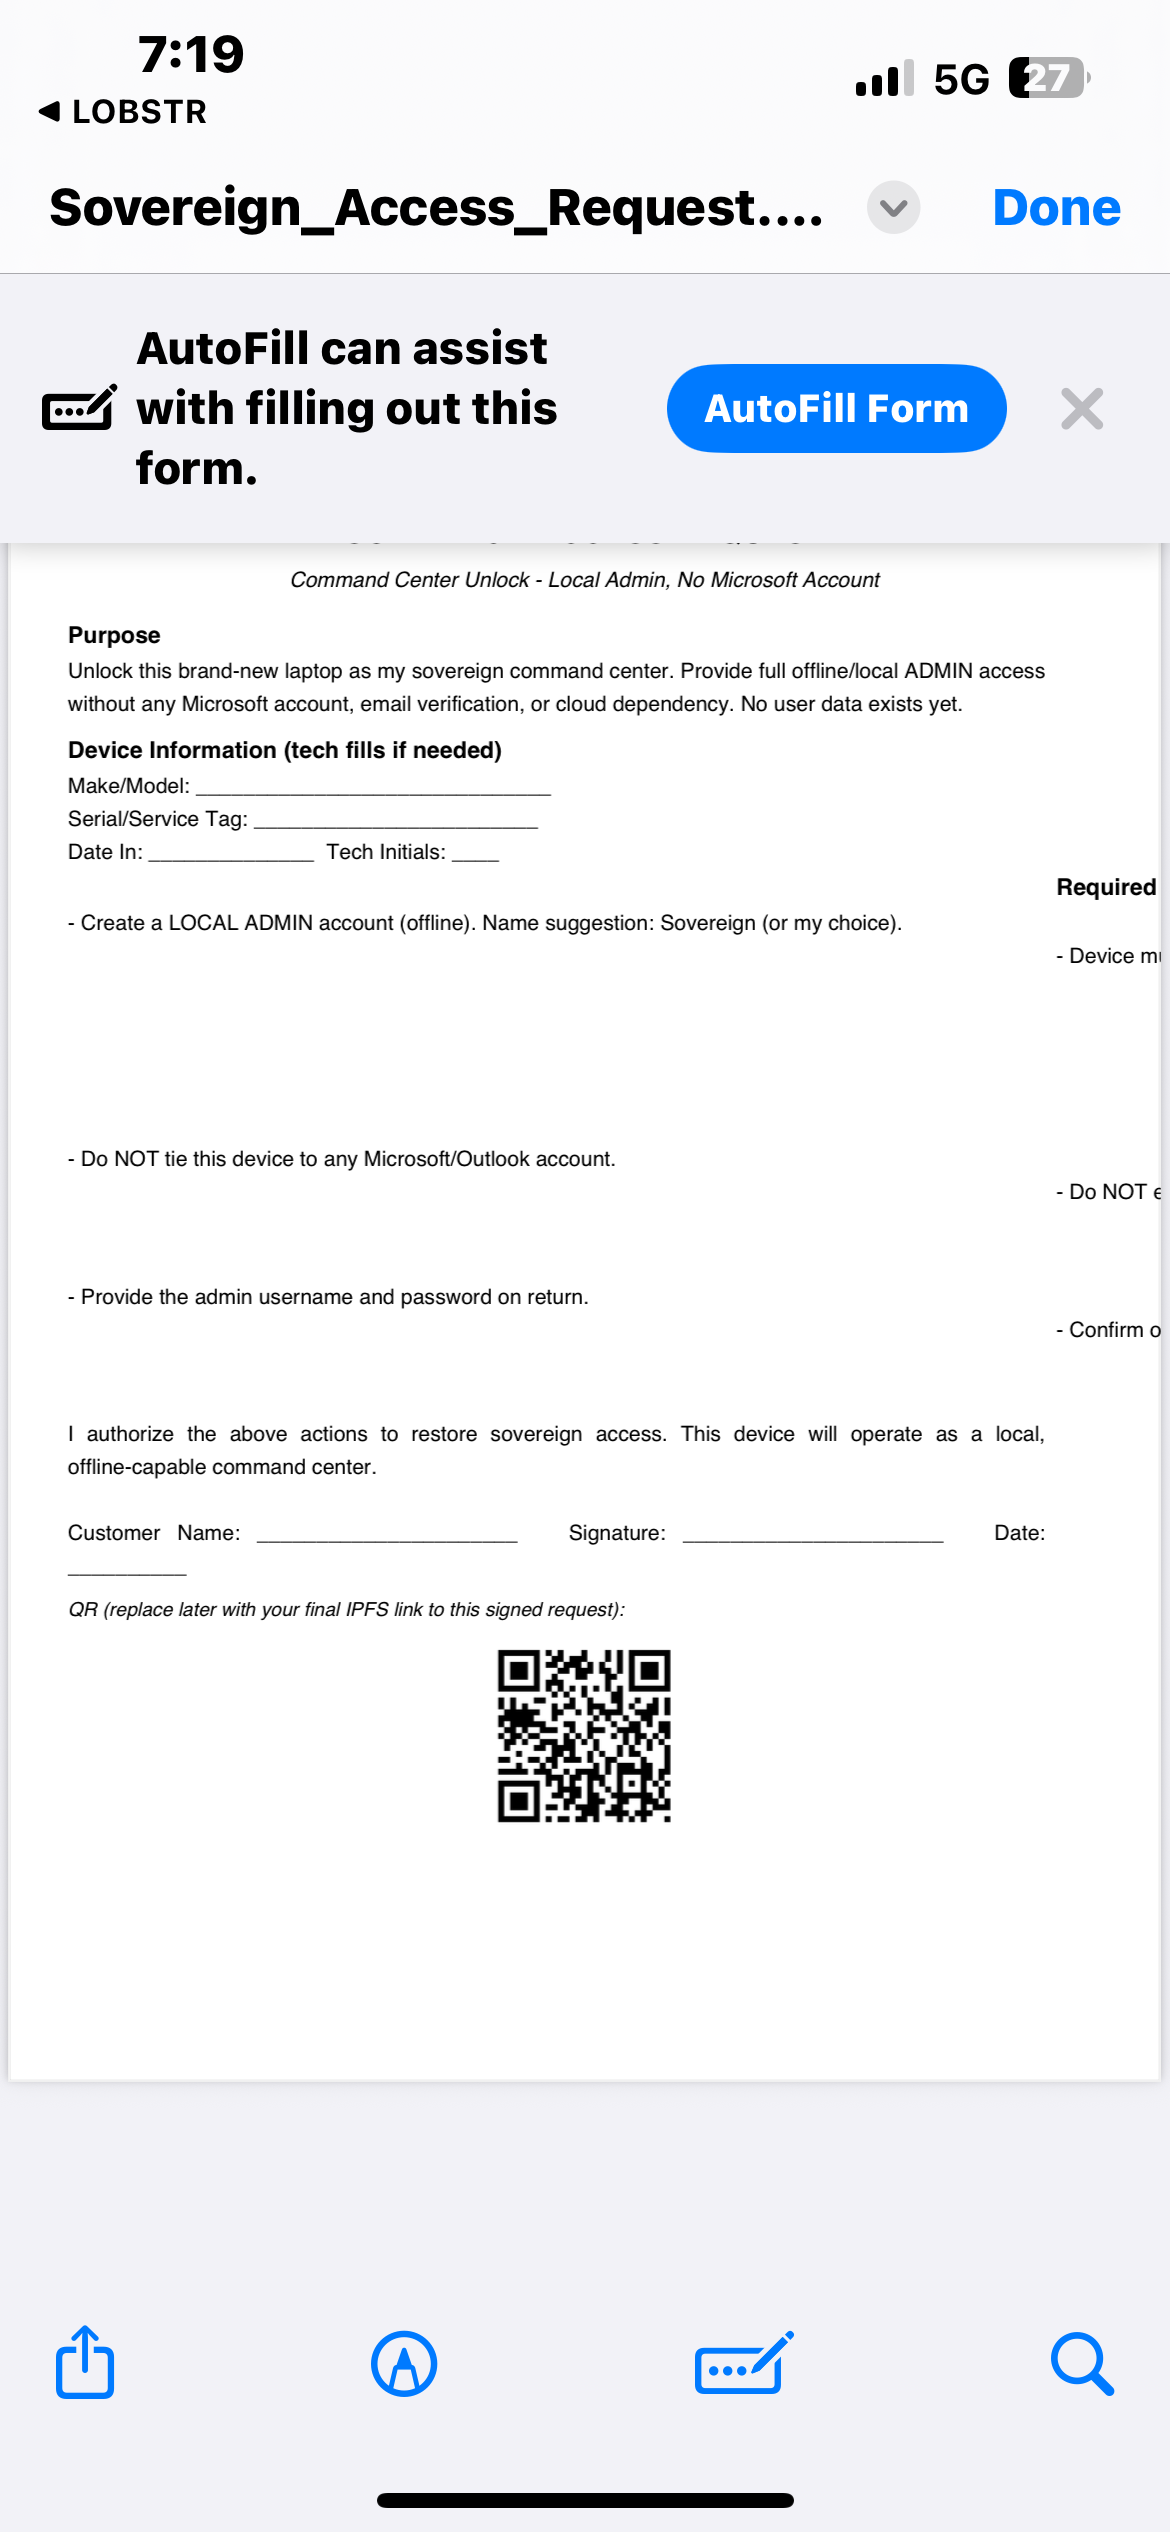 7:19
5G 27
◀ LOBSTR
Sovereign_Access_Request....
Done
AutoFill can assist
with filling out this
form.
AutoFill Form
Command Center Unlock - Local Admin, No Microsoft Account
Purpose
Unlock this brand-new laptop as my sovereign command center. Provide full offline/local ADMIN access
without any Microsoft account, email verification, or cloud dependency. No user data exists yet.
Device Information (tech fills if needed)
Make/Model: ______________________________
Serial/Service Tag: ________________________
Date In: ______________ Tech Initials: ____
Required
- Create a LOCAL ADMIN account (offline). Name suggestion: Sovereign (or my choice).
- Device
- Do NOT tie this device to any Microsoft/Outlook account.
- Do NOT
- Provide the admin username and password on return.
- Confirm
I authorize the above actions to restore sovereign access. This device will operate as a local,
offline-capable command center.
Customer Name: ______________________ Signature: ______________________ Date:
__________
QR (replace later with your final IPFS link to this signed request):